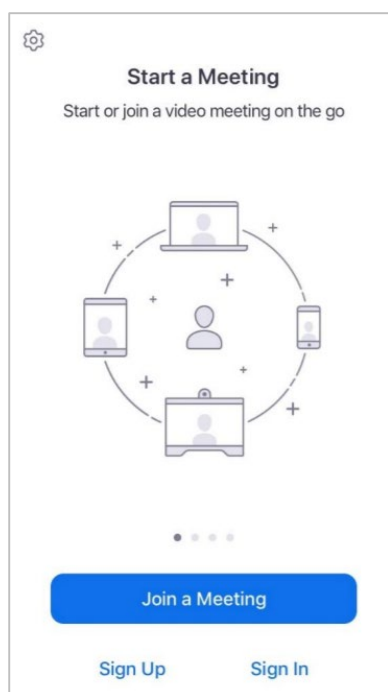 Start a Meeting
Start or join a video meeting on the go
Join a Meeting
Sign Up
Sign In